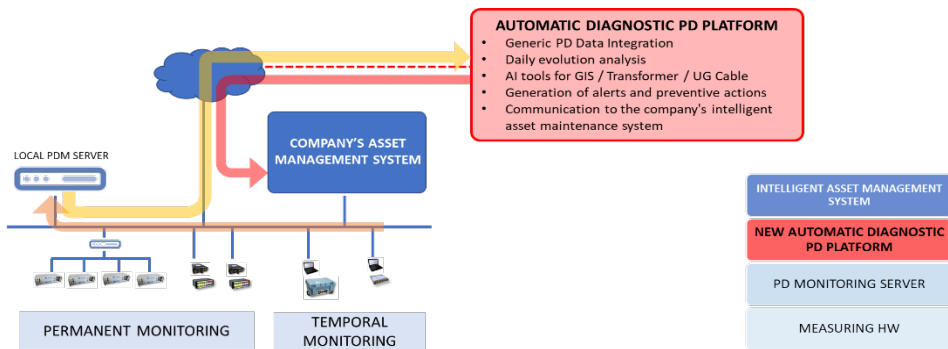 AUTOMATIC DIAGNOSTIC PD PLATFORM
• Generic PD Data Integration
• Daily evolution analysis
• AI tools for GIS / Transformer / UG Cable
• Generation of alerts and preventive actions
• Communication to the company's intelligent
asset maintenance system
COMPANY'S ASSET
MANAGEMENT SYSTEM
LOCAL PDM SERVER
PERMANENT MONITORING
TEMPORAL
MONITORING
INTELLIGENT ASSET MANAGEMENT
SYSTEM
NEW AUTOMATIC DIAGNOSTIC
PD PLATFORM
PD MONITORING SERVER
MEASURING HW